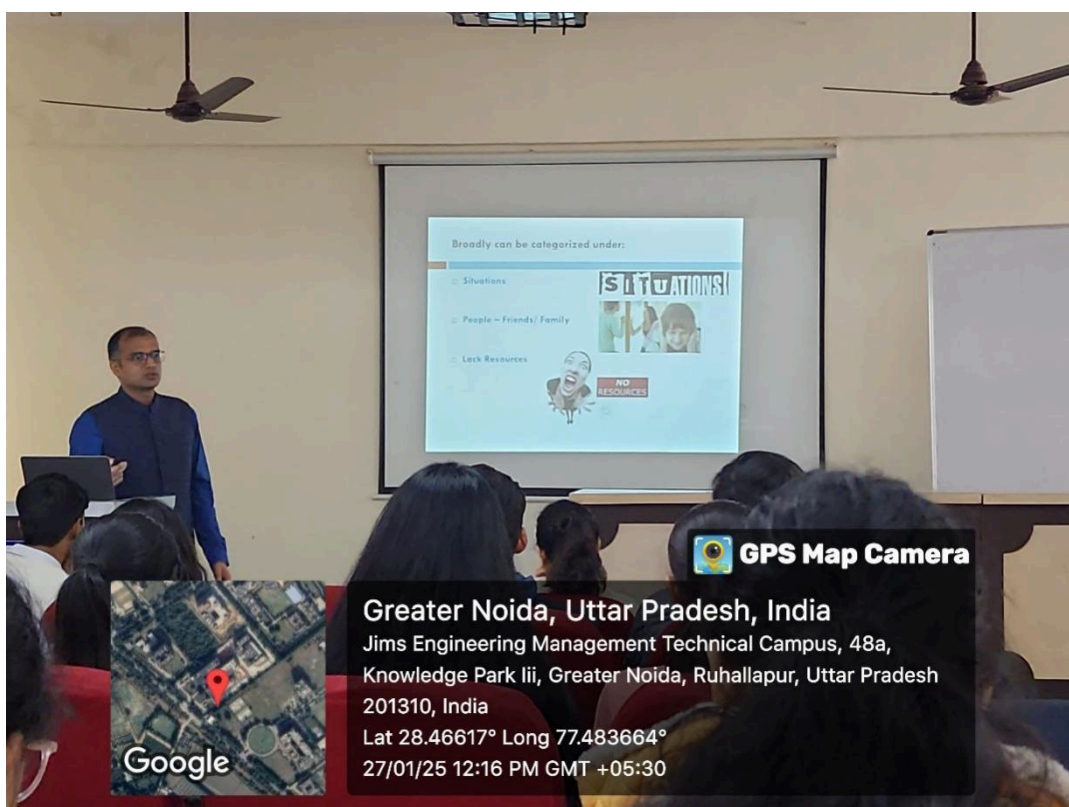 Broadly can be categorized under:
Situations
SITUATIONS
People – Friends/ Family
Lack Resources
NO
RESOURCES
GPS Map Camera
Greater Noida, Uttar Pradesh, India
Jims Engineering Management Technical Campus, 48a,
Knowledge Park Iii, Greater Noida, Ruhallapur, Uttar Pradesh
201310, India
Lat 28.46617° Long 77.483664°
27/01/25 12:16 PM GMT +05:30
Google